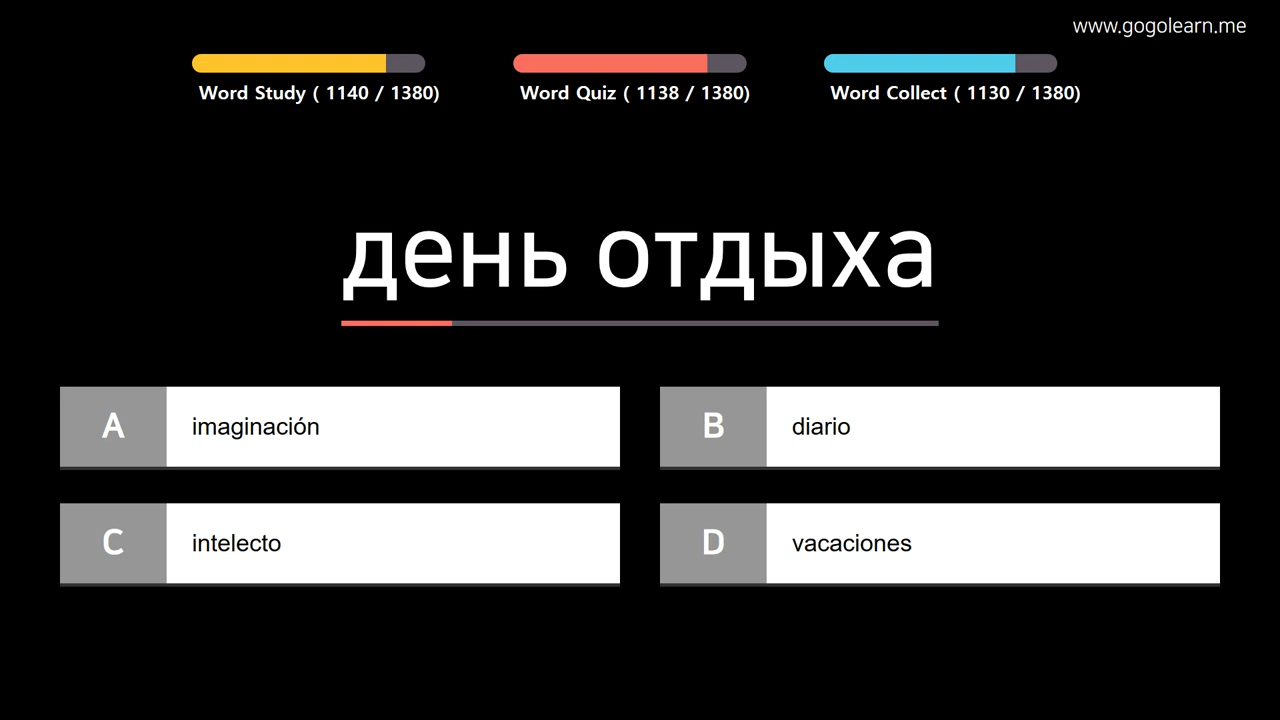 www.gogolearn.me
Word Study ( 1140 / 1380)
Word Quiz ( 1138 / 1380)
Word Collect ( 1130 / 1380)
день отдыха
A imaginación
B diario
C intelecto
D vacaciones